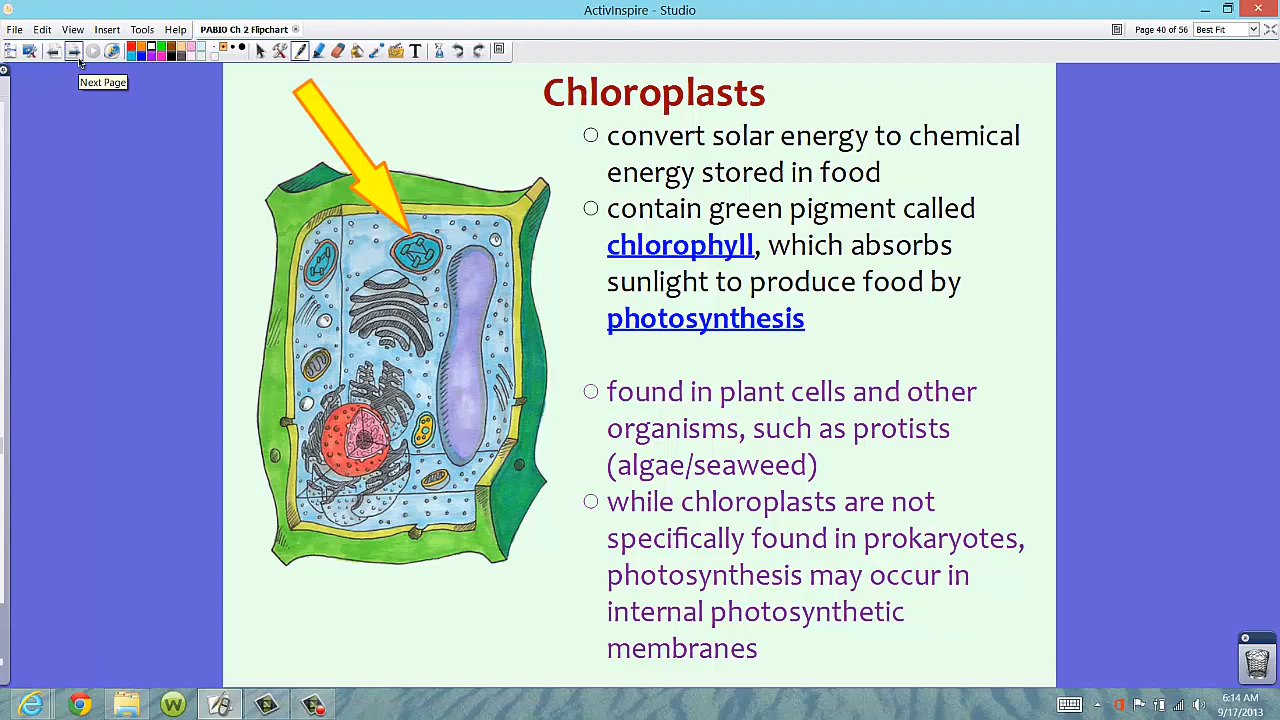 ActivInspire - Studio
File Edit View Insert Tools Help PABIO Ch 2 Flipchart
Page 40 of 56 Best Fit
Next Page
Chloroplasts
convert solar energy to chemical
energy stored in food
contain green pigment called
chlorophyll, which absorbs
sunlight to produce food by
photosynthesis
found in plant cells and other
organisms, such as protists
(algae/seaweed)
while chloroplasts are not
specifically found in prokaryotes,
photosynthesis may occur in
internal photosynthetic
membranes
6:14 AM
9/17/2013